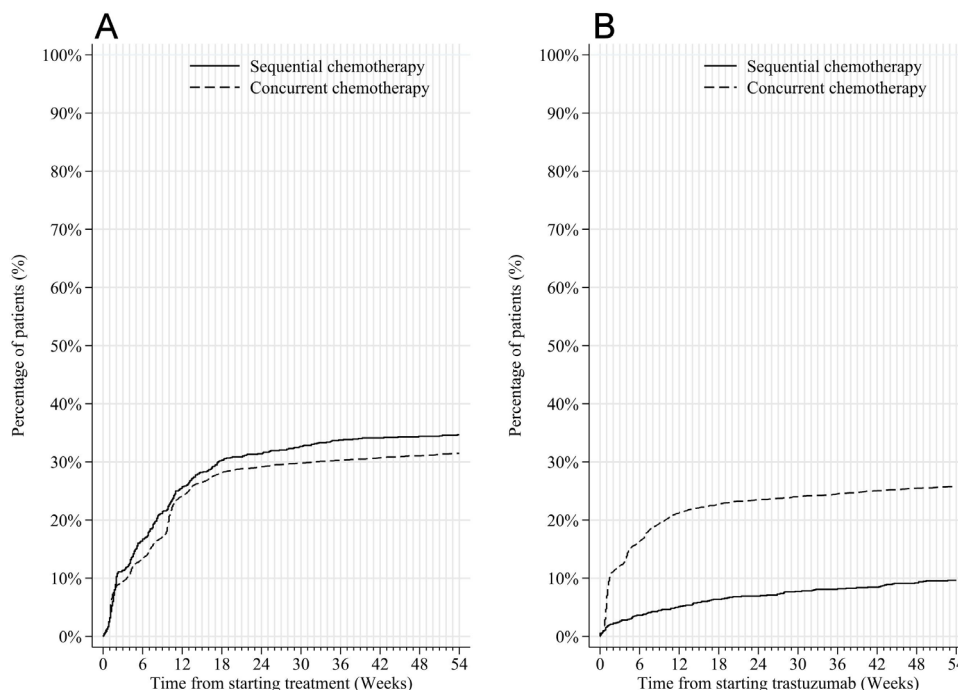 A
Percentage of patients (%)
100%
90%
80%
70%
60%
50%
40%
30%
20%
10%
0%
Sequential chemotherapy
Concurrent chemotherapy
0 6 12 18 24 30 36 42 48 54
Time from starting treatment (Weeks)
B
Percentage of patients (%)
100%
90%
80%
70%
60%
50%
40%
30%
20%
10%
0%
Sequential chemotherapy
Concurrent chemotherapy
0 6 12 18 24 30 36 42 48 54
Time from starting trastuzumab (Weeks)